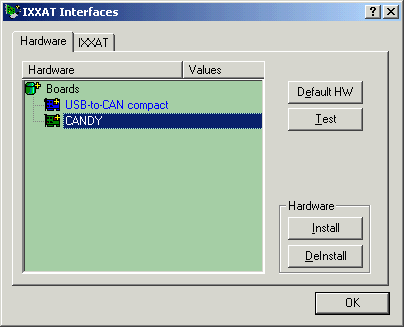 IXXAT Interfaces
Hardware IXXAT
Hardware Values
Boards
USB-to-CAN compact
CANDY
Default HW
Test
Hardware
Install
DeInstall
OK